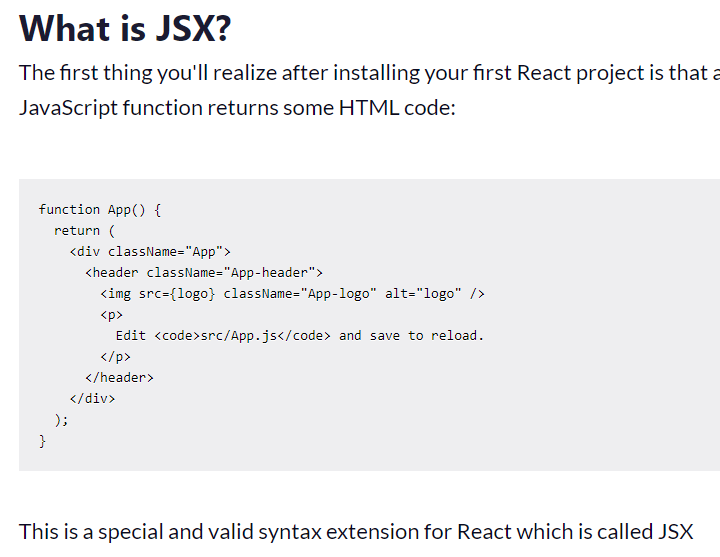 What is JSX?
The first thing you'll realize after installing your first React project is that a
JavaScript function returns some HTML code:
function App() {
  return (
    <div className="App">
      <header className="App-header">
        <img src={logo} className="App-logo" alt="logo" />
        <p>
          Edit <code>src/App.js</code> and save to reload.
        </p>
      </header>
    </div>
  );
}
This is a special and valid syntax extension for React which is called JSX